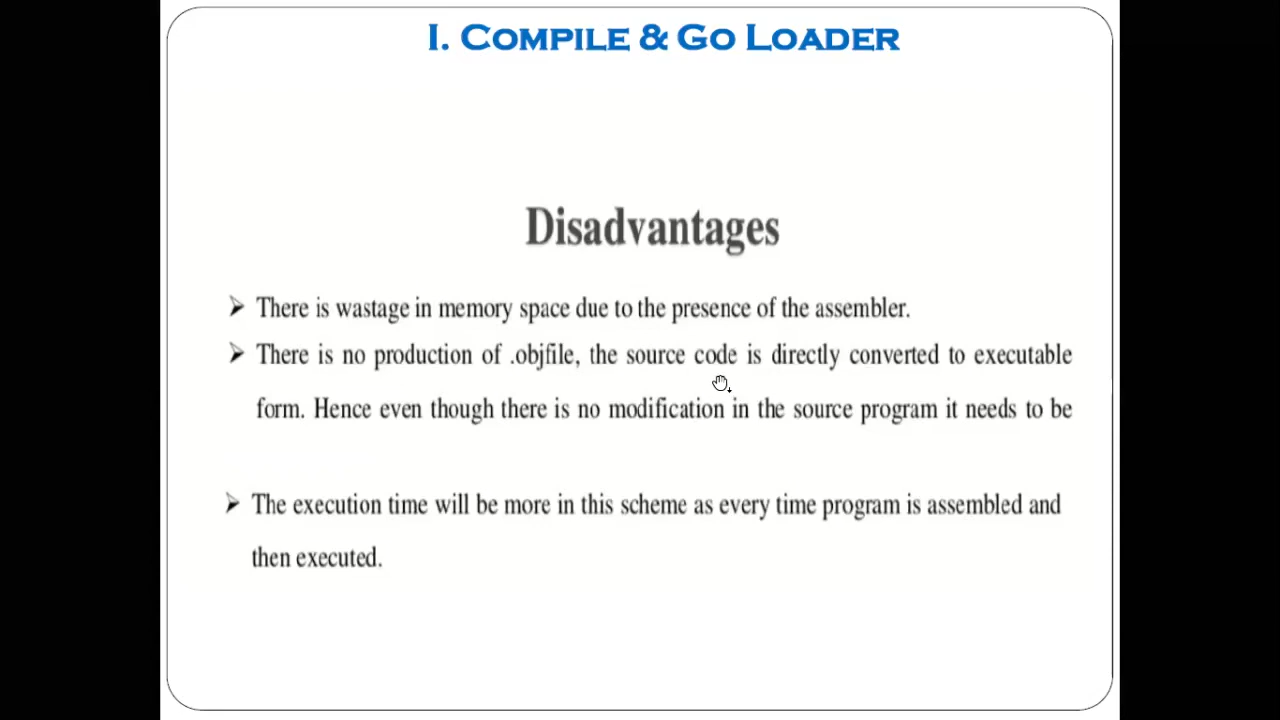 I. COMPILE & GO LOADER
Disadvantages
➢ There is wastage in memory space due to the presence of the assembler.
➢ There is no production of .objfile, the source code is directly converted to executable
form. Hence even though there is no modification in the source program it needs to be
➢ The execution time will be more in this scheme as every time program is assembled and
then executed.